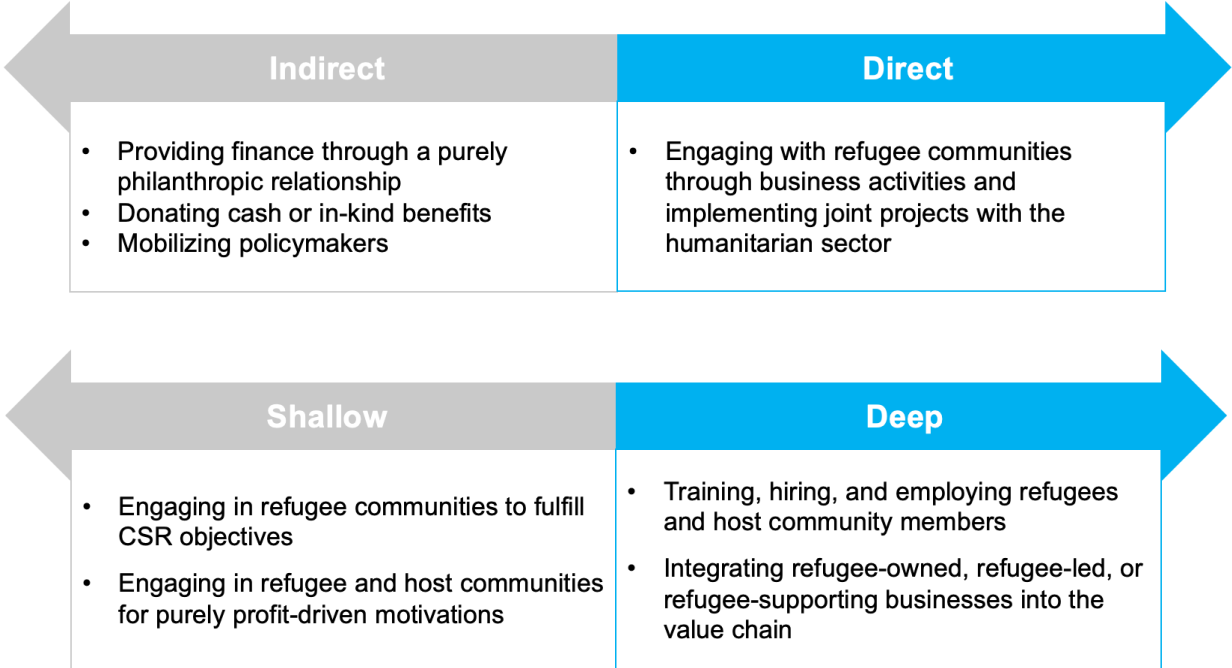 Indirect
Direct
• Providing finance through a purely
philanthropic relationship
• Donating cash or in-kind benefits
• Mobilizing policymakers
• Engaging with refugee communities
through business activities and
implementing joint projects with the
humanitarian sector
Shallow
Deep
• Engaging in refugee communities to fulfill
CSR objectives
• Engaging in refugee and host communities
for purely profit-driven motivations
• Training, hiring, and employing refugees
and host community members
• Integrating refugee-owned, refugee-led, or
refugee-supporting businesses into the
value chain